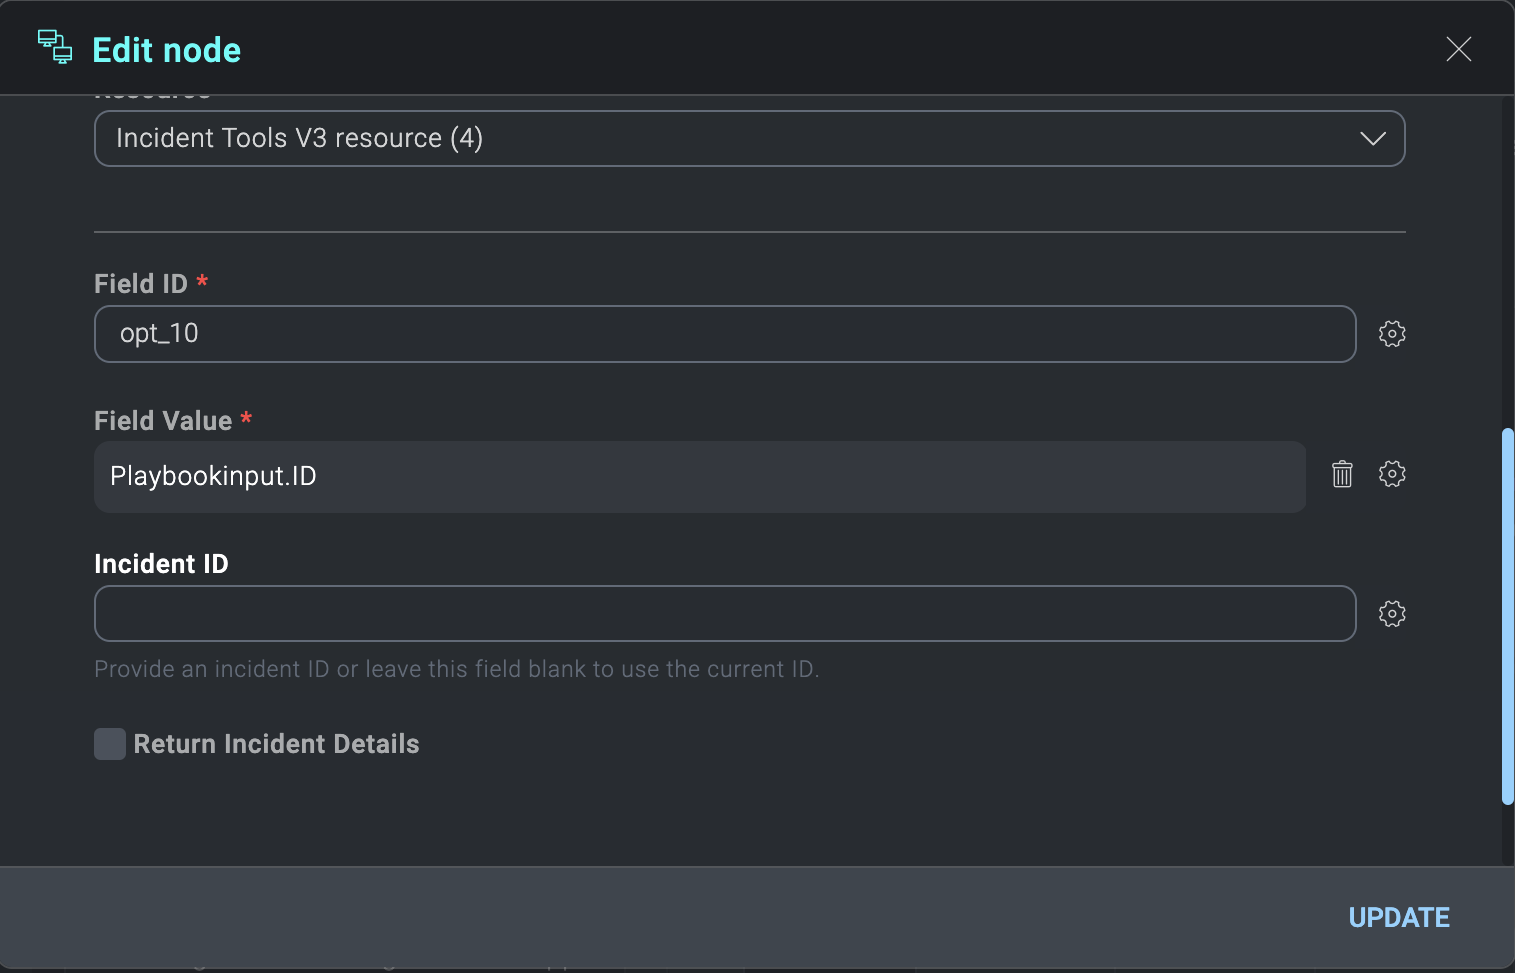 Edit node
Resource
Incident Tools V3 resource (4)
Field ID *
opt_10
Field Value *
Playbookinput.ID
Incident ID
Provide an incident ID or leave this field blank to use the current ID.
Return Incident Details
UPDATE